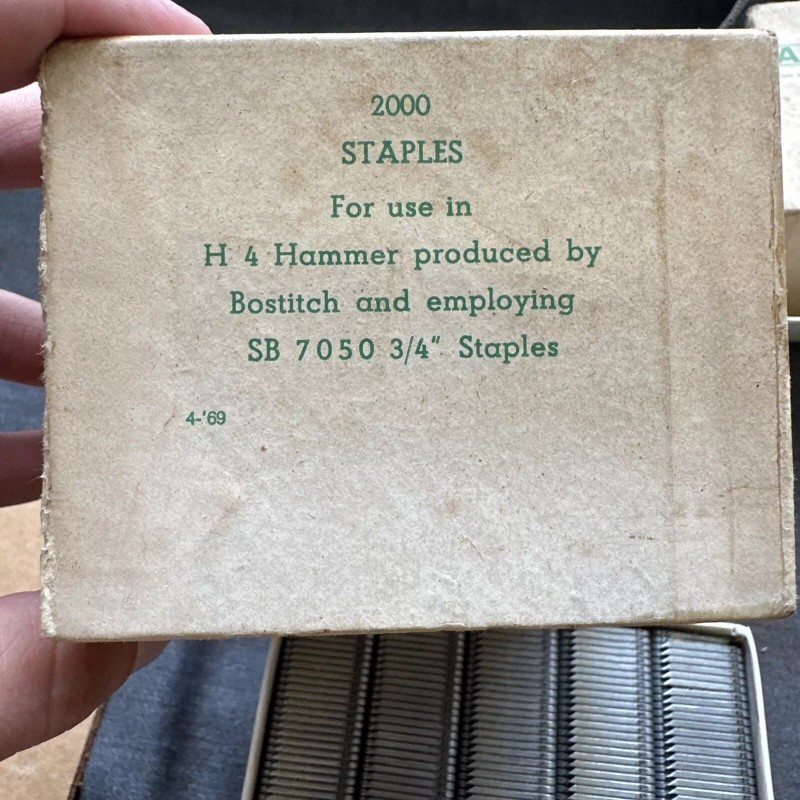 2000
STAPLES
For use in
H 4 Hammer produced by
Bostitch and employing
SB 7050 3/4" Staples
4-'69